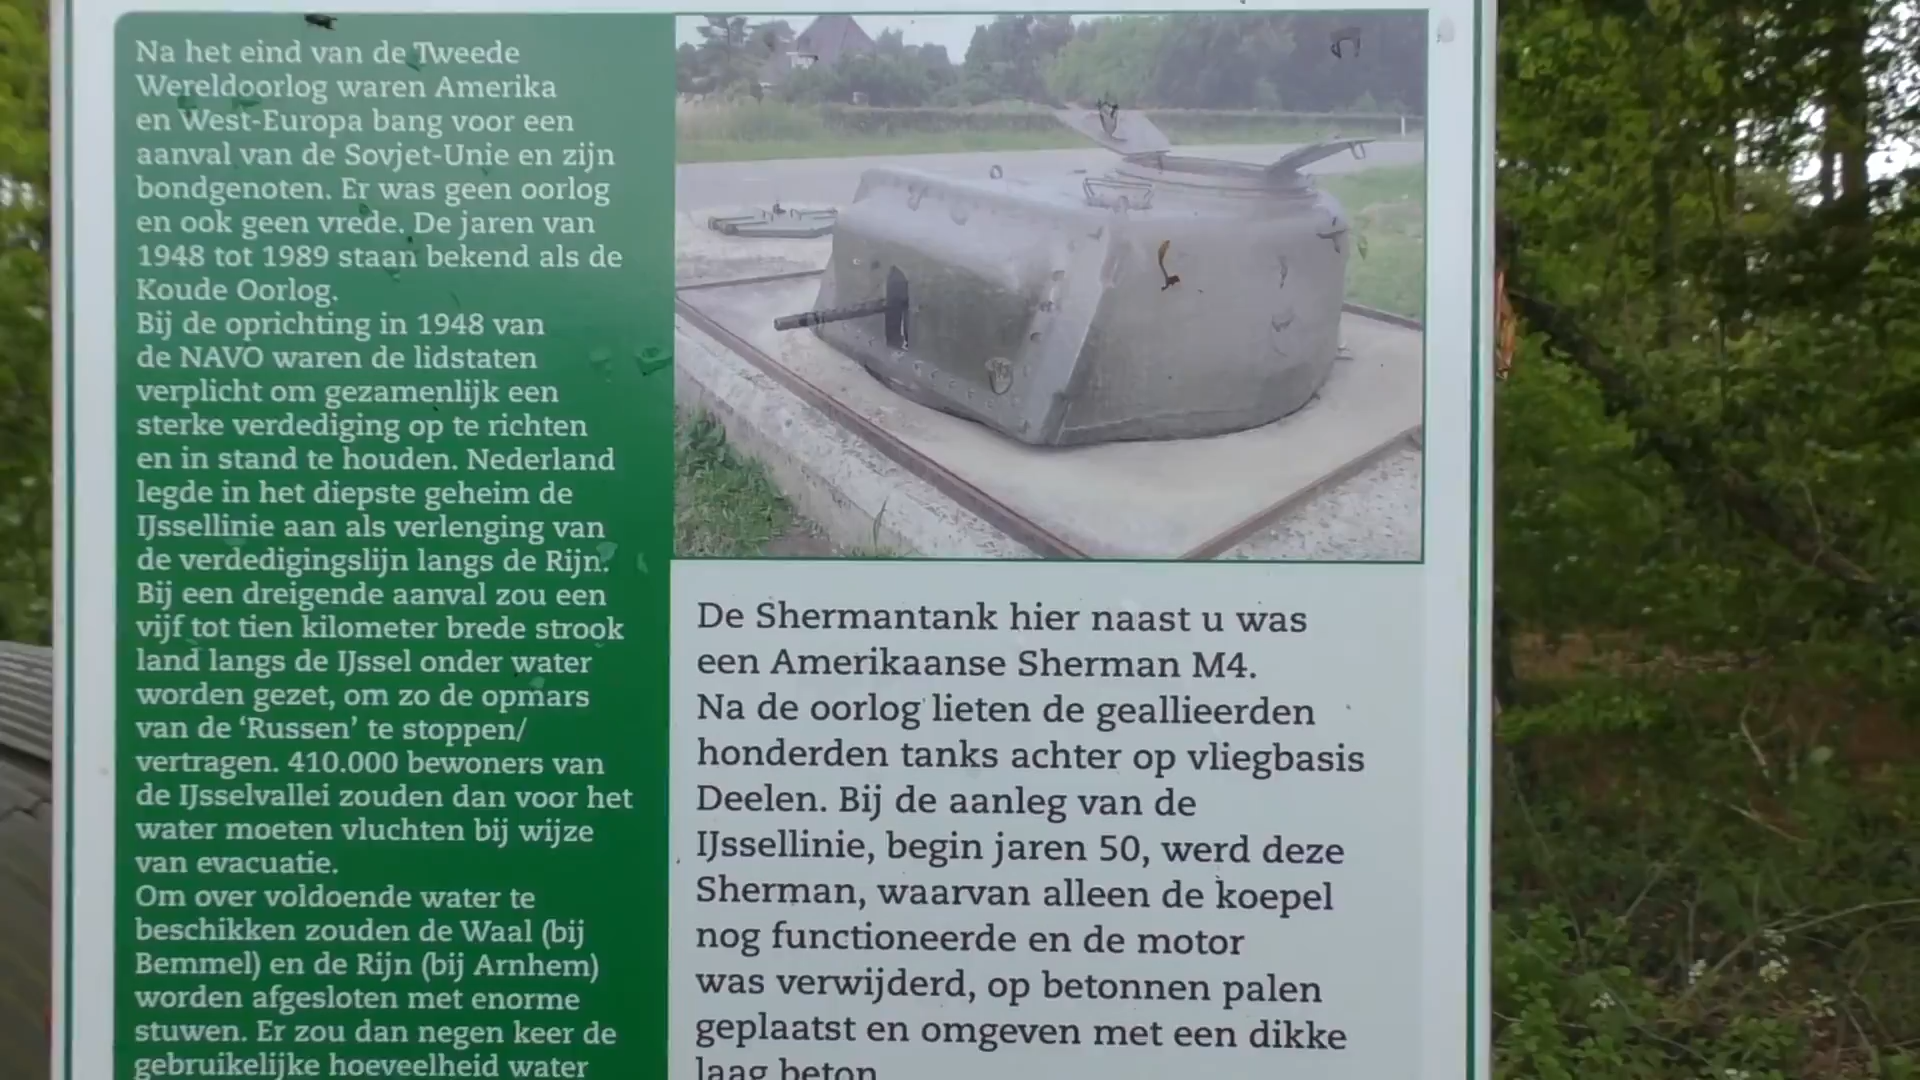 Na het eind van de Tweede
Wereldoorlog waren Amerika
en West-Europa bang voor een
aanval van de Sovjet-Unie en zijn
bondgenoten. Er was geen oorlog
en ook geen vrede. De jaren van
1948 tot 1989 staan bekend als de
Koude Oorlog.
Bij de oprichting in 1948 van
de NAVO waren de lidstaten
verplicht om gezamenlijk een
sterke verdediging op te richten
en in stand te houden. Nederland
legde in het diepste geheim de
IJssellinie aan als verlenging van
de verdedigingslijn langs de Rijn.
Bij een dreigende aanval zou een
vijf tot tien kilometer brede strook
land langs de IJssel onder water
worden gezet, om zo de opmars
van de ‘Russen’ te stoppen/
vertragen. 410.000 bewoners van
de IJsselvallei zouden dan voor het
water moeten vluchten bij wijze
van evacuatie.
Om over voldoende water te
beschikken zouden de Waal (bij
Bemmel) en de Rijn (bij Arnhem)
worden afgesloten met enorme
stuwen. Er zou dan negen keer de
gebruikelijke hoeveelheid water
De Shermantank hier naast u was
een Amerikaanse Sherman M4.
Na de oorlog lieten de geallieerden
honderden tanks achter op vliegbasis
Deelen. Bij de aanleg van de
IJssellinie, begin jaren 50, werd deze
Sherman, waarvan alleen de koepel
nog functioneerde en de motor
was verwijderd, op betonnen palen
geplaatst en omgeven met een dikke
laag beton